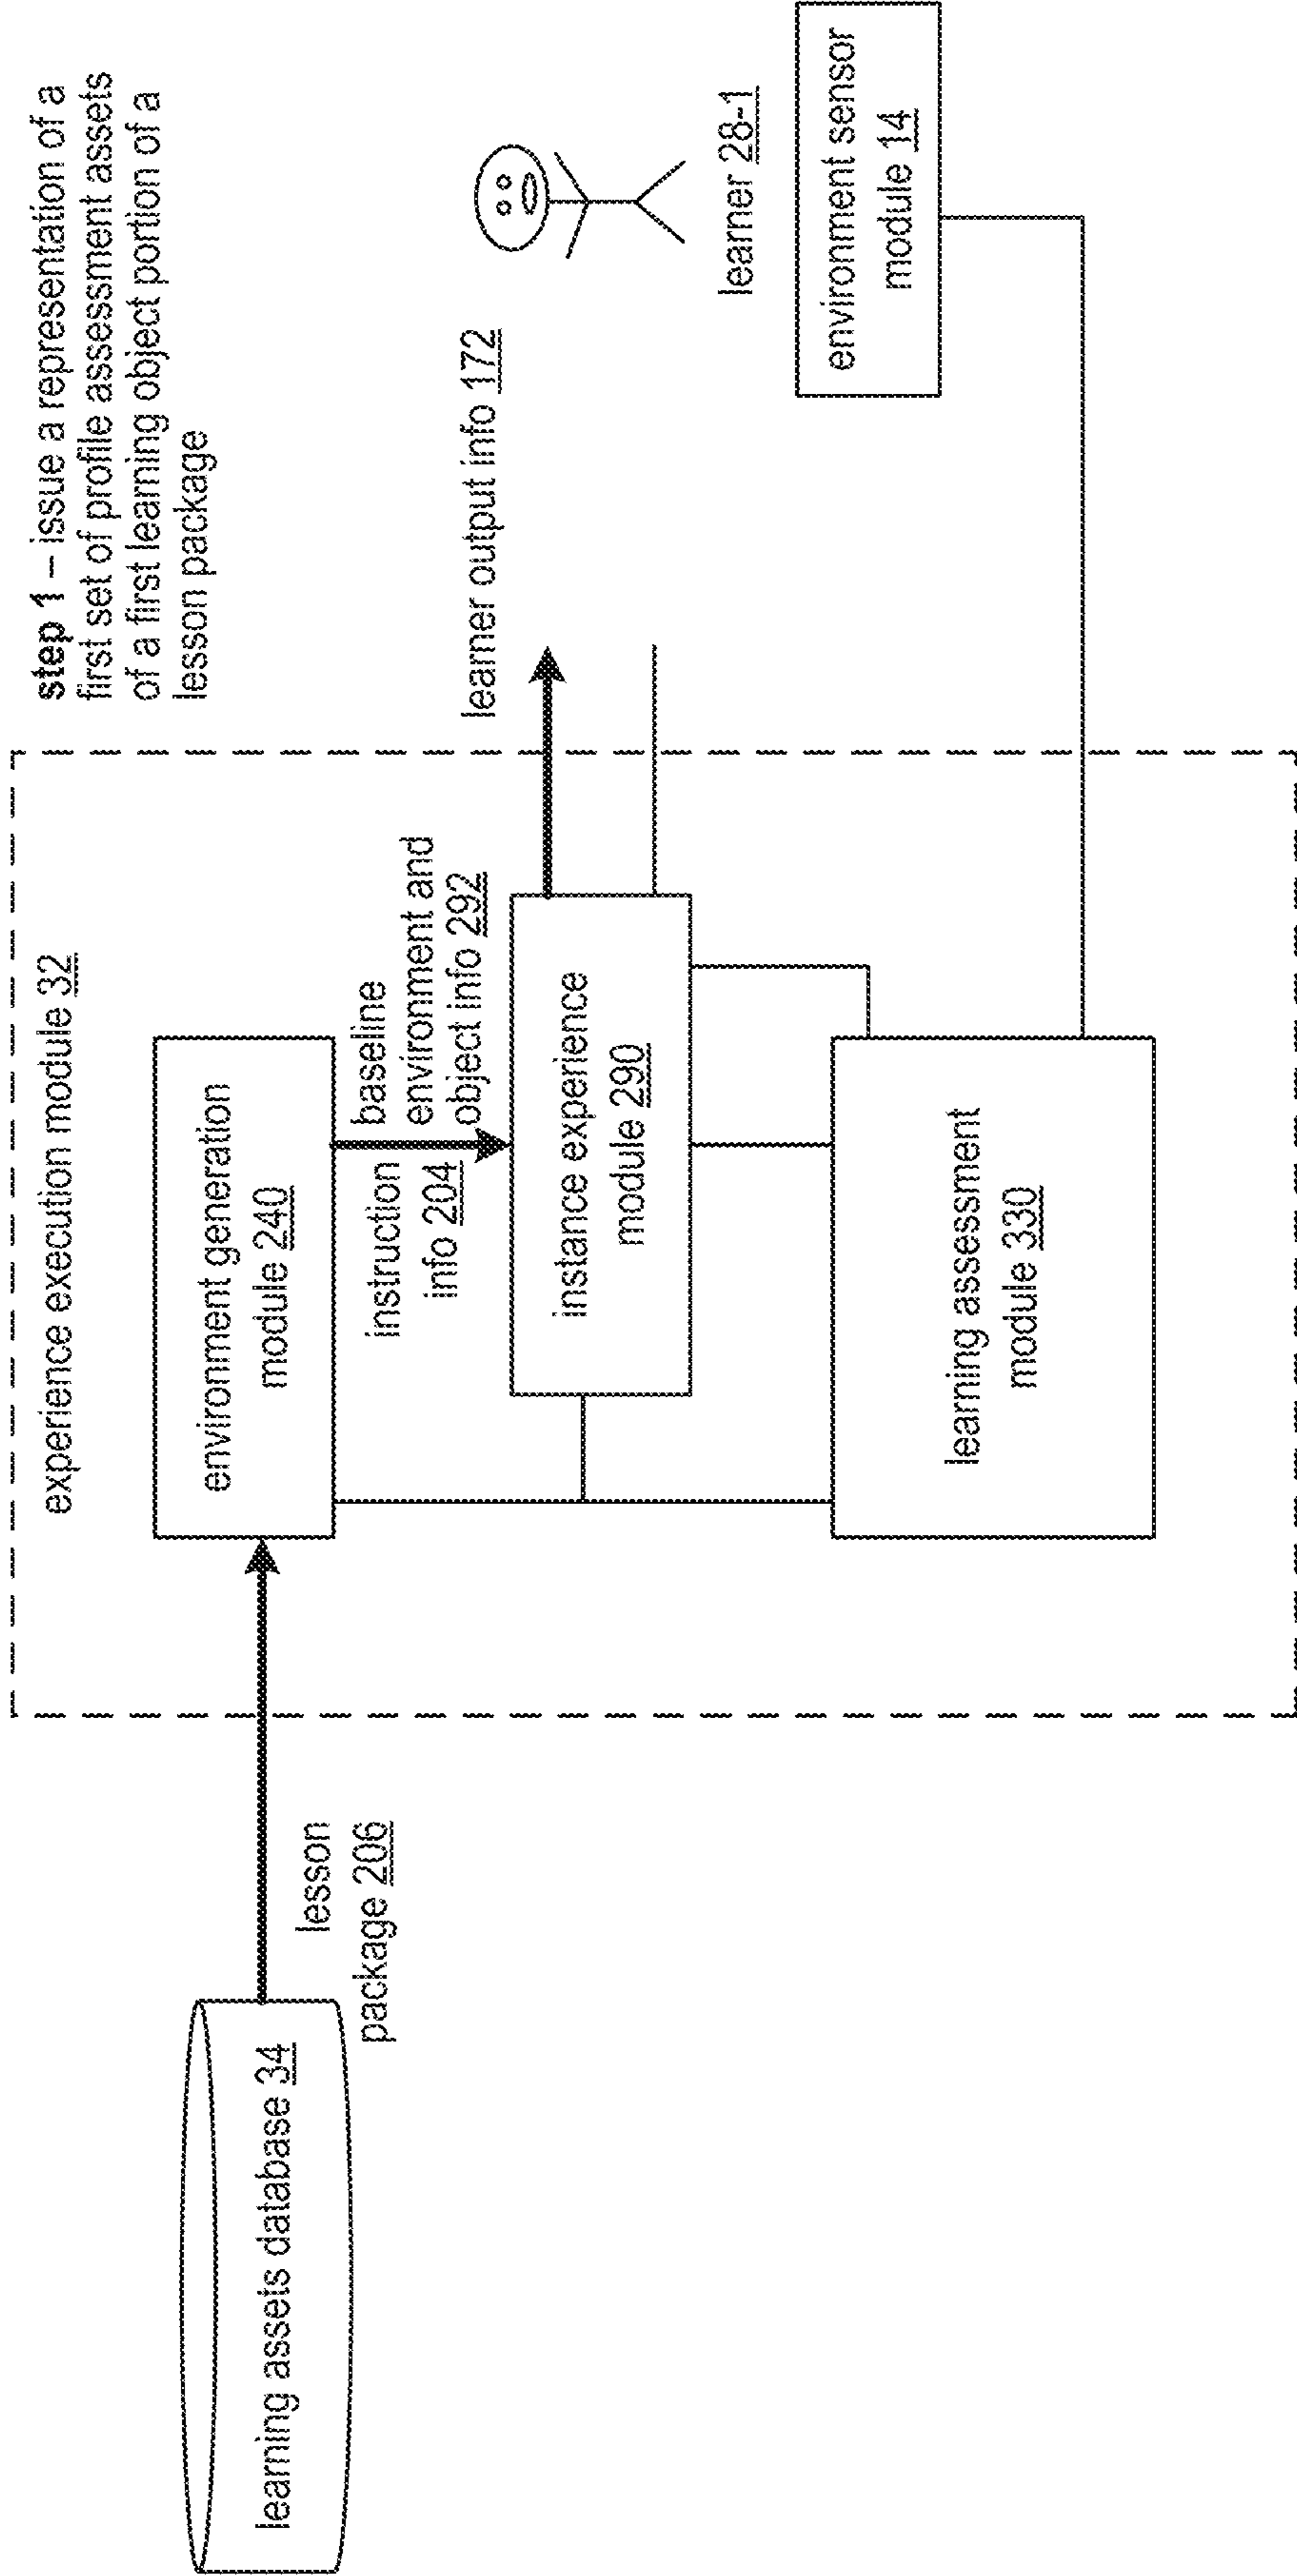 step 1 – issue a representation of a
first set of profile assessment assets
of a first learning object portion of a
lesson package
experience execution module 32
learning assets database 34
lesson
package 206
environment generation
module 240
instruction
info 204
baseline
environment and
object info 292
instance experience
module 290
learner output info 172
learner 28-1
environment sensor
module 14
learning assessment
module 330